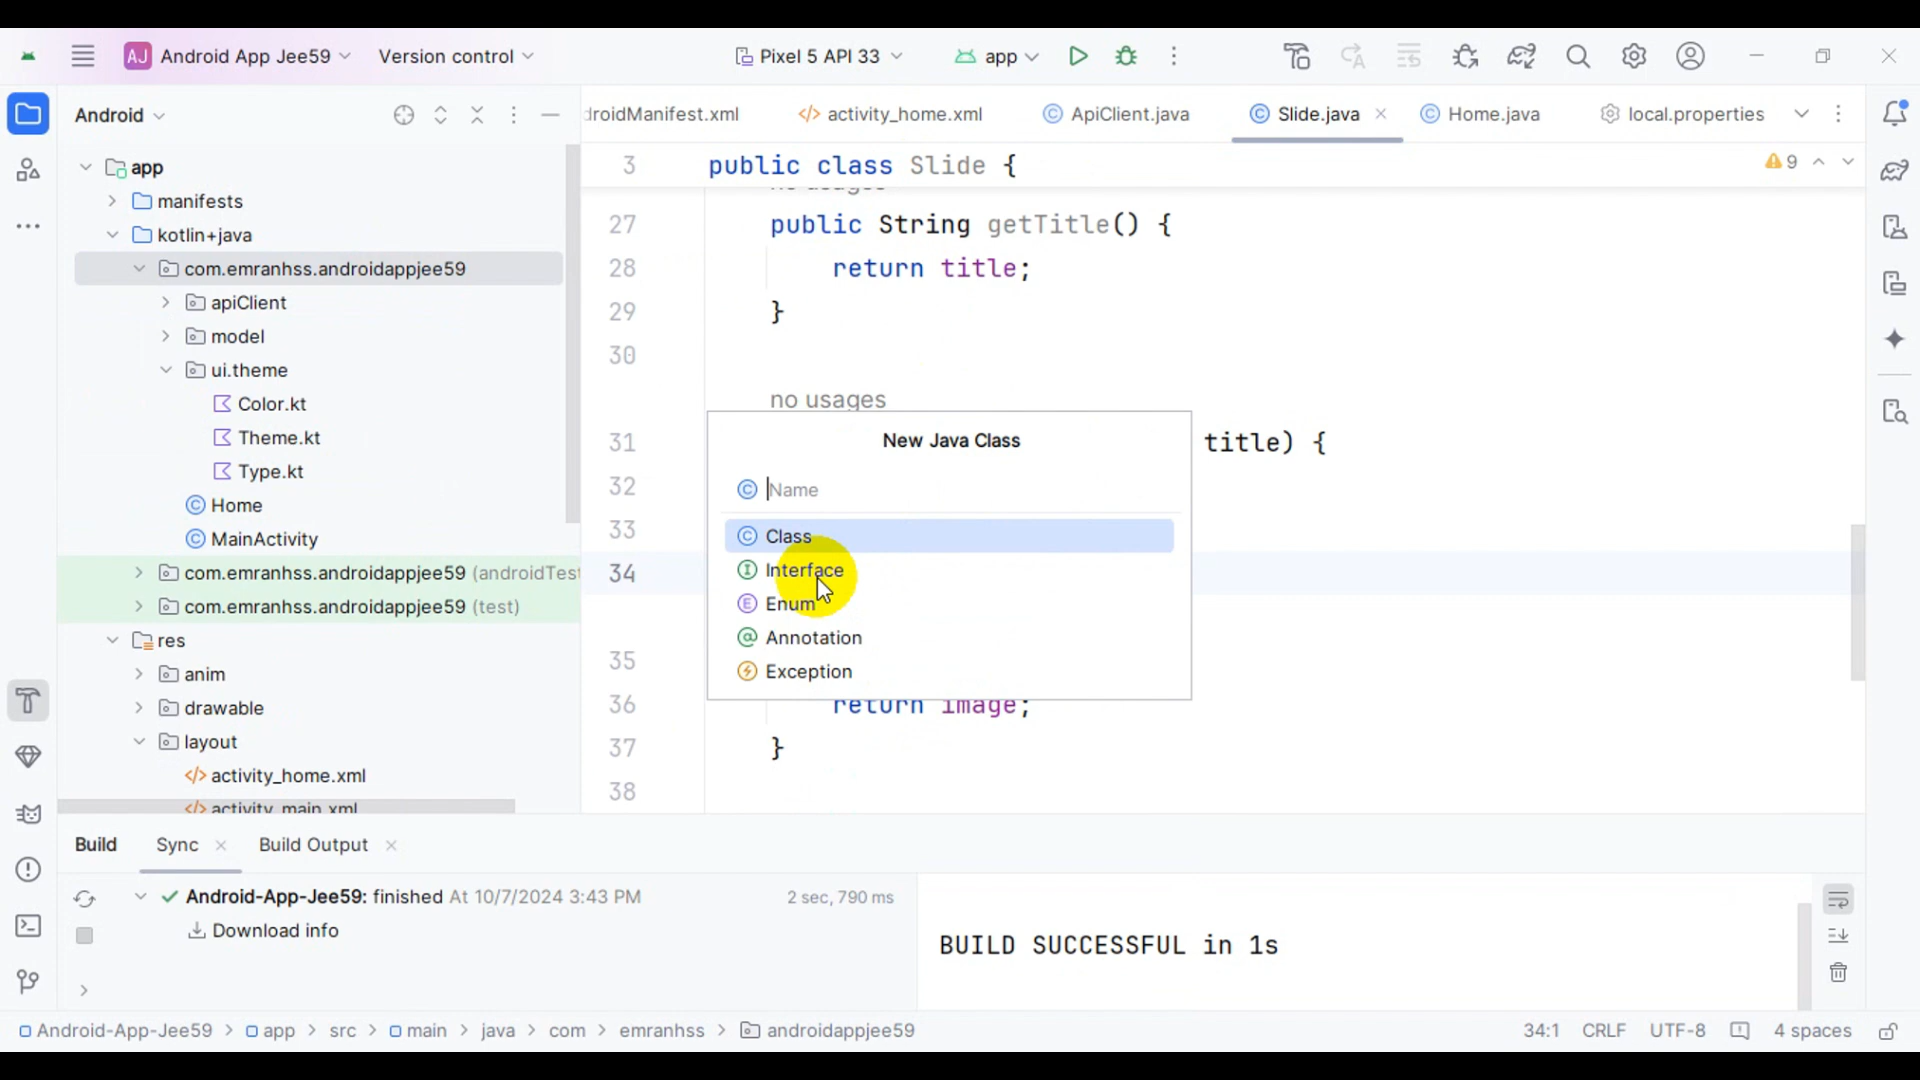 AJ Android App Jee59 Version control Pixel 5 API 33 app
Android
droidManifest.xml </> activity_home.xml ApiClient.java Slide.java Home.java local.properties
app
manifests
kotlin+java
com.emranhss.androidappjee59
apiClient
model
ui.theme
Color.kt
Theme.kt
Type.kt
Home
MainActivity
com.emranhss.androidappjee59 (androidTest
com.emranhss.androidappjee59 (test)
res
anim
drawable
layout
</> activity_home.xml
</> activity_main.xml
3 public class Slide {
9
no usages
27 public String getTitle() {
28 return title;
29 }
30
no usages
31 title) {
32
33
34
35
36 return image;
37 }
38
New Java Class
Name
Class
Interface
Enum
Annotation
Exception
Build Sync Build Output
Android-App-Jee59: finished At 10/7/2024 3:43 PM 2 sec, 790 ms
Download info
BUILD SUCCESSFUL in 1s
Android-App-Jee59 > app > src > main > java > com > emranhss > androidappjee59 34:1 CRLF UTF-8 4 spaces